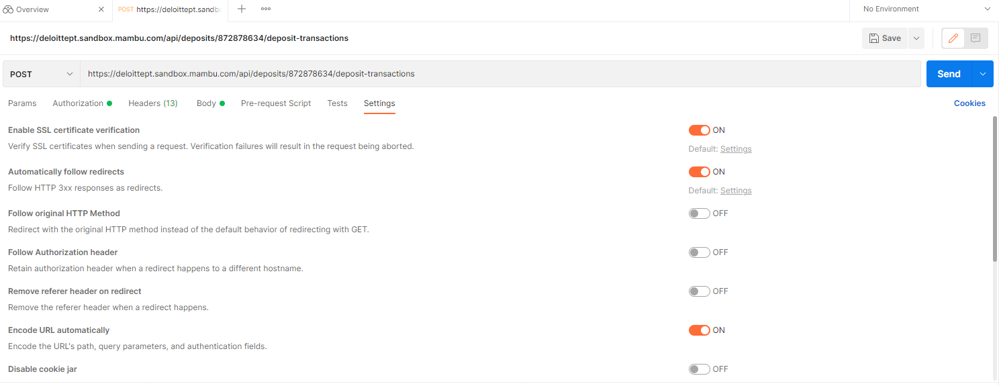 Overview
POST https://deloittept.sandbo
No Environment
https://deloittept.sandbox.mambu.com/api/deposits/872878634/deposit-transactions
Save
POST
https://deloittept.sandbox.mambu.com/api/deposits/872878634/deposit-transactions
Send
Params Authorization Headers (13) Body Pre-request Script Tests Settings Cookies
Enable SSL certificate verification
ON
Verify SSL certificates when sending a request. Verification failures will result in the request being aborted.
Default: Settings
Automatically follow redirects
ON
Follow HTTP 3xx responses as redirects.
Default: Settings
Follow original HTTP Method
OFF
Redirect with the original HTTP method instead of the default behavior of redirecting with GET.
Follow Authorization header
OFF
Retain authorization header when a redirect happens to a different hostname.
Remove referer header on redirect
OFF
Remove the referer header when a redirect happens.
Encode URL automatically
ON
Encode the URL's path, query parameters, and authentication fields.
Disable cookie jar
OFF